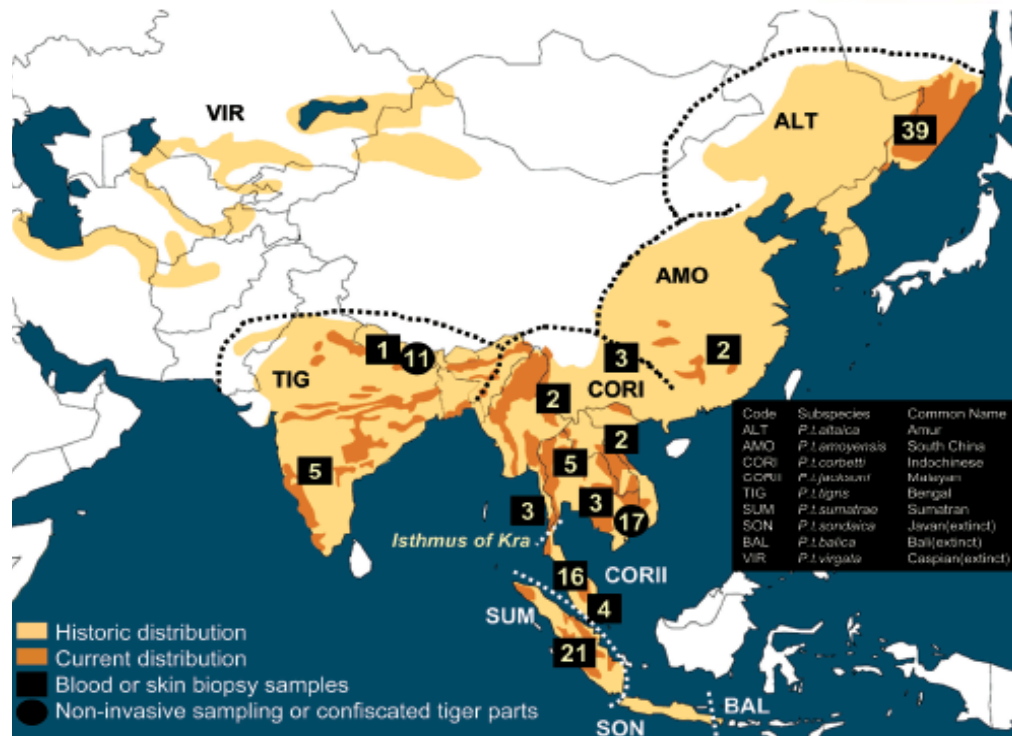 VIR
ALT
39
AMO
TIG
1
11
3
2
CORI
2
2
5
5
3
3
17
Isthmus of Kra
16
CORII
4
SUM
21
SON
BAL
Code Subspecies Common Name
ALT P.t.altaica Amur
AMO P.t.amoyensis South China
CORI P.t.corbetti Indochinese
CORII P.t.jacksoni Malayan
TIG P.t.tigris Bengal
SUM P.t.sumatrae Sumatran
SON P.t.sondaica Javan(extinct)
BAL P.t.balica Bali(extinct)
VIR P.t.virgata Caspian(extinct)
Historic distribution
Current distribution
Blood or skin biopsy samples
Non-invasive sampling or confiscated tiger parts